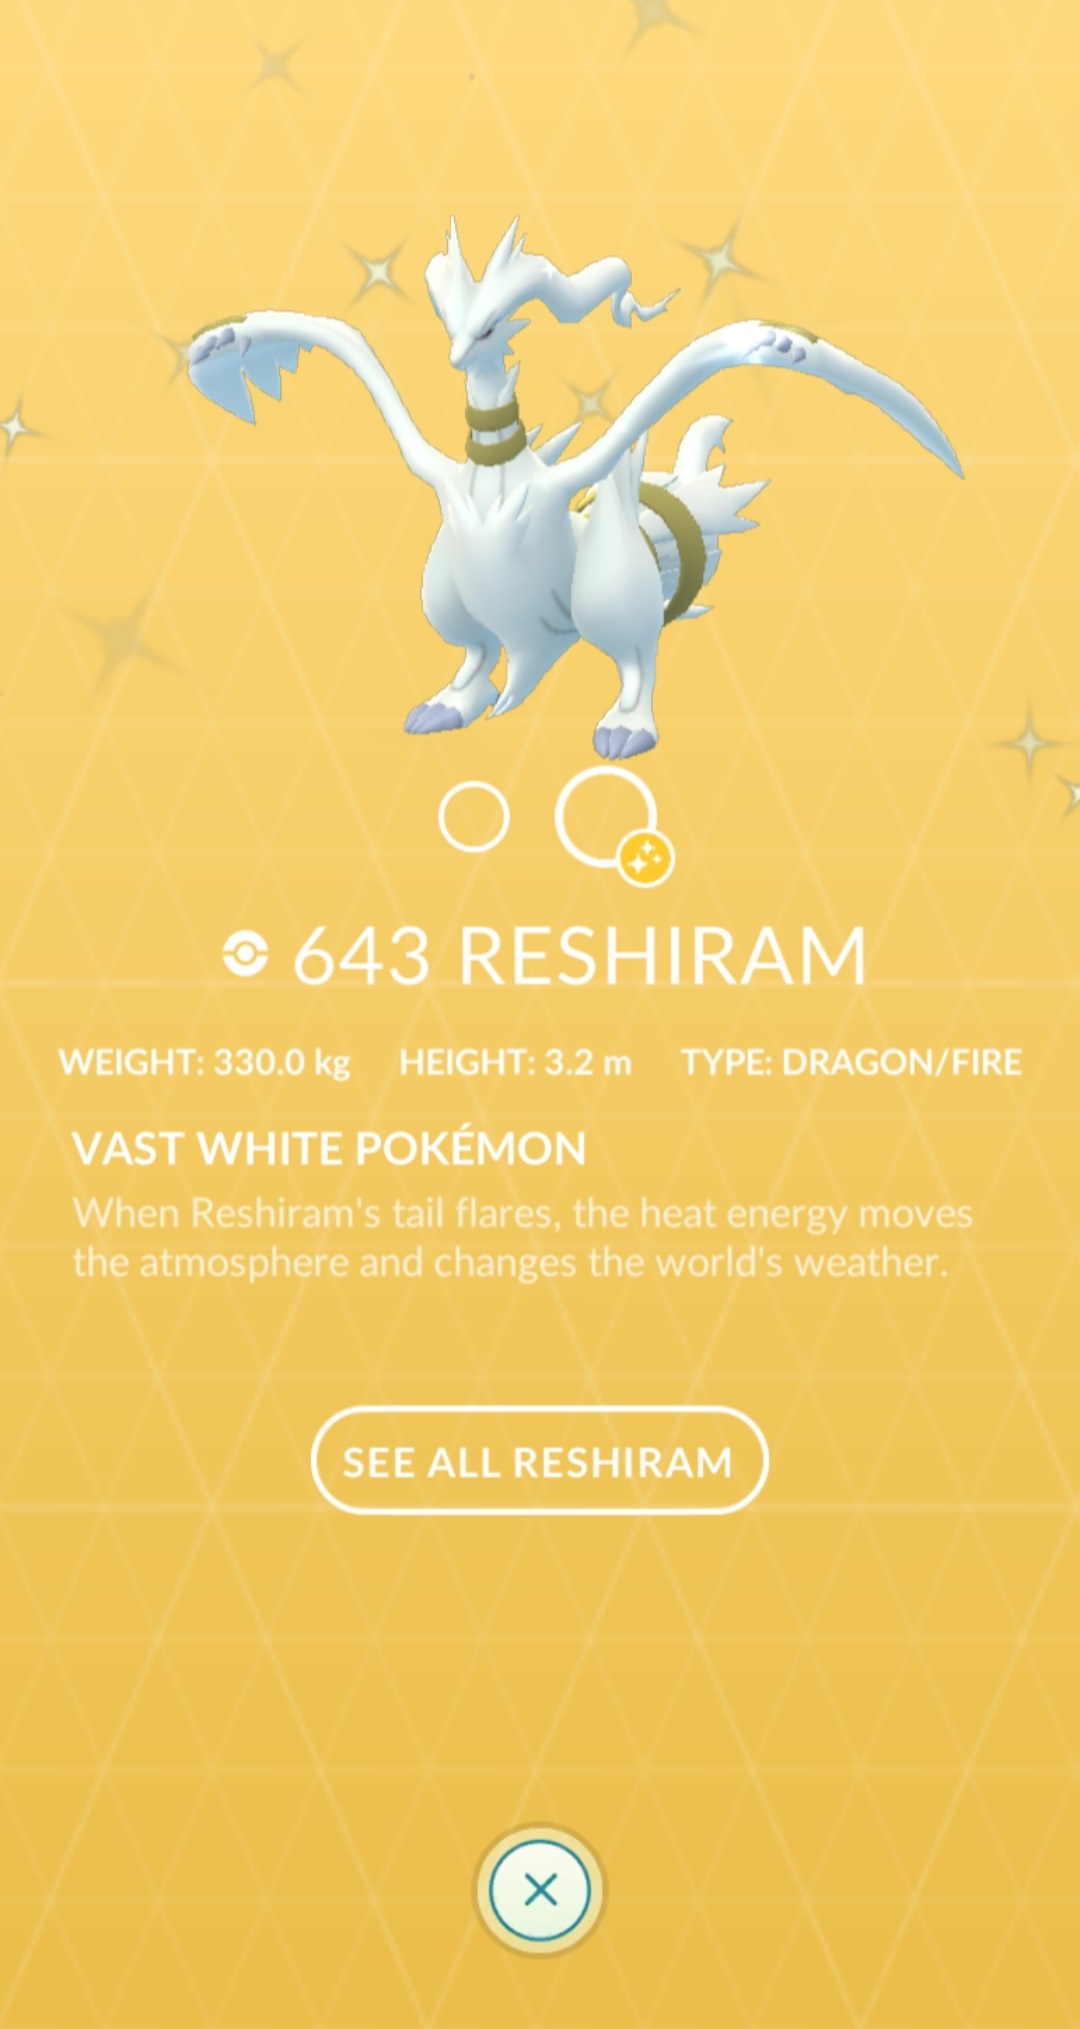 643 RESHIRAM
WEIGHT: 330.0 kg HEIGHT: 3.2 m TYPE: DRAGON/FIRE
VAST WHITE POKÉMON
When Reshiram's tail flares, the heat energy moves
the atmosphere and changes the world's weather.
SEE ALL RESHIRAM